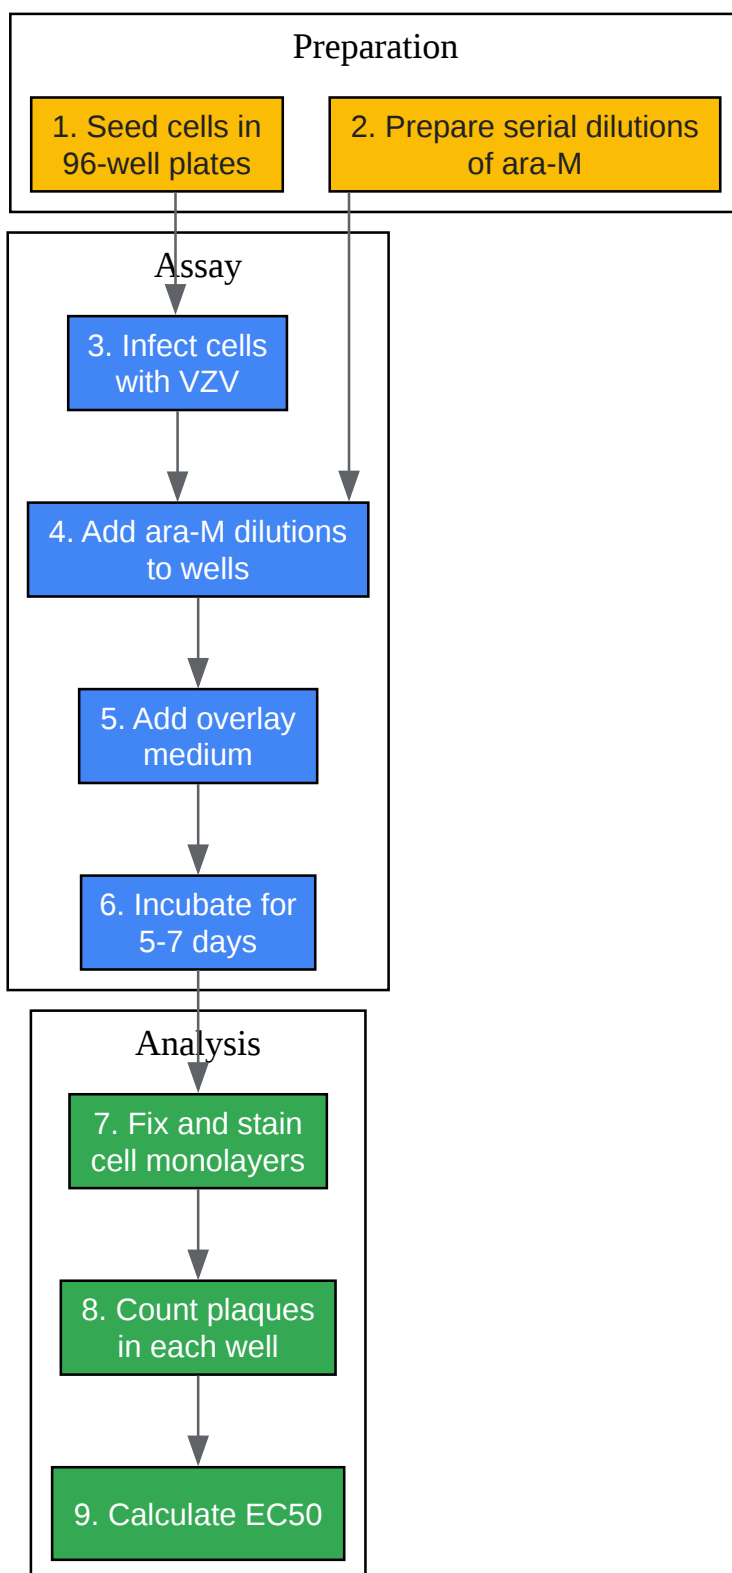 Preparation
1. Seed cells in
96-well plates
2. Prepare serial dilutions
of ara-M
Assay
3. Infect cells
with VZV
4. Add ara-M dilutions
to wells
5. Add overlay
medium
6. Incubate for
5-7 days
Analysis
7. Fix and stain
cell monolayers
8. Count plaques
in each well
9. Calculate EC50